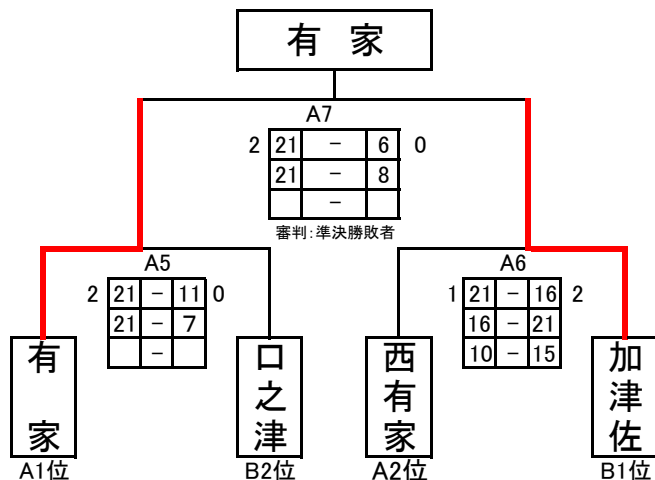 有 家
A7
2 21 - 6 0
21 - 8
-
審判:準決勝敗者
A5
2 21 - 11 0
21 - 7
-
A6
1 21 - 16 2
16 - 21
10 - 15
有 家
口之津
西有家
加津佐
A1位
B2位
A2位
B1位